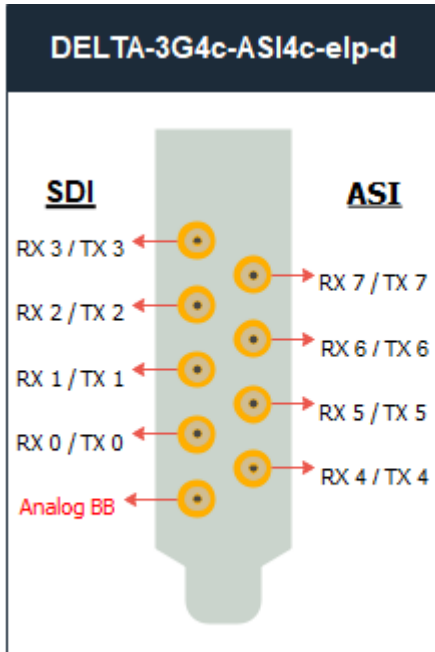 DELTA-3G4c-ASI4c-elp-d
SDI
ASI
RX 3 / TX 3
RX 7 / TX 7
RX 2 / TX 2
RX 6 / TX 6
RX 1 / TX 1
RX 5 / TX 5
RX 0 / TX 0
RX 4 / TX 4
Analog BB